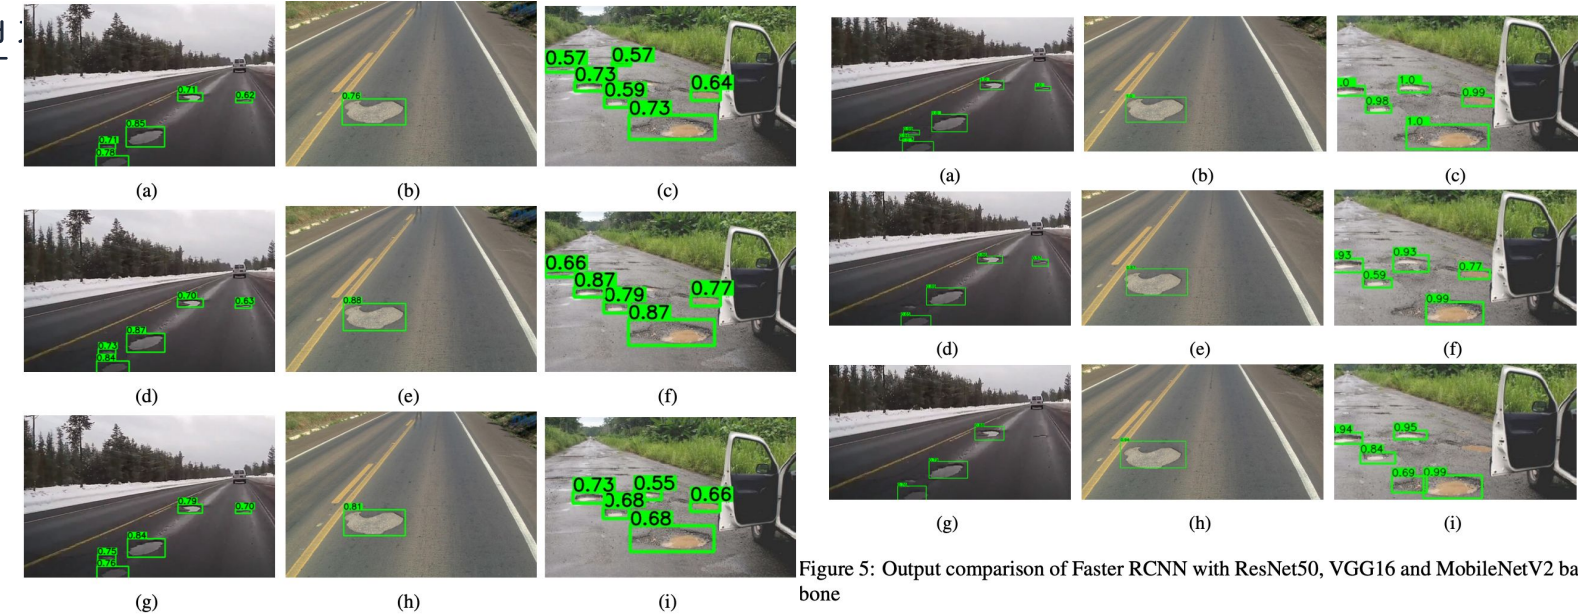 0.71
0.62
0.85
0.71
0.78
0.76
0.57
0.57
0.73
0.64
0.59
0.73
(a)
(b)
(c)
0.70
0.63
0.87
0.73
0.84
0.88
0.66
0.87
0.77
0.79
0.87
(d)
(e)
(f)
0.79
0.70
0.84
0.75
0.76
0.81
0.73
0.55
0.66
0.68
0.68
(g)
(h)
(i)
.0
1.0
0.99
0.98
1.0
(a)
(b)
(c)
.93
0.93
0.77
0.59
0.99
(d)
(e)
(f)
.94
0.95
0.84
0.69
0.99
(g)
(h)
(i)
Figure 5: Output comparison of Faster RCNN with ResNet50, VGG16 and MobileNetV2 ba
bone